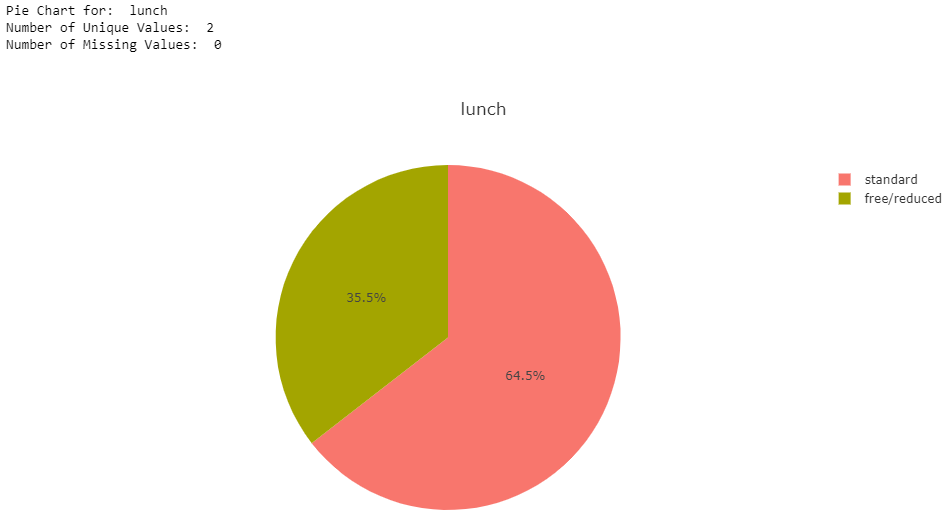 Pie Chart for:  lunch
Number of Unique Values:  2
Number of Missing Values:  0
lunch
standard
free/reduced
35.5%
64.5%